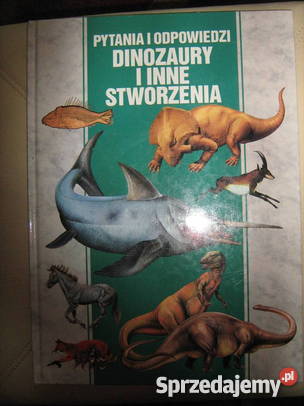 PYTANIA I ODPOWIEDZI
DINOZAURY
I INNE
STWORZENIA
Sprzedajemy
.pl